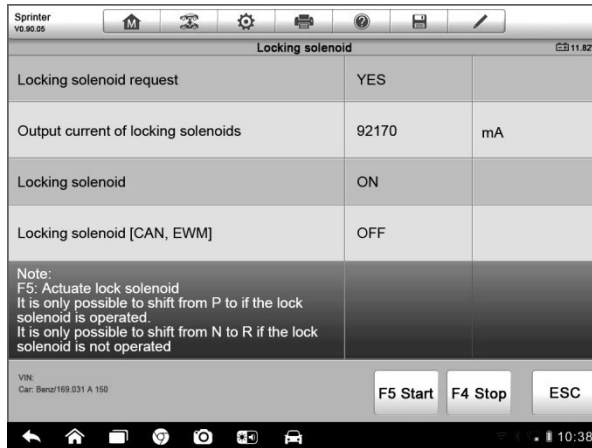 Sprinter
V0.90.05
Locking solenoid
11.82V
Locking solenoid request YES
Output current of locking solenoids 92170 mA
Locking solenoid ON
Locking solenoid [CAN, EWM] OFF
Note:
F5: Actuate lock solenoid
It is only possible to shift from P to if the lock
solenoid is operated.
It is only possible to shift from N to R if the lock
solenoid is not operated
VIN:
Car: Benz/169.031 A 150
F5 Start F4 Stop ESC
10:38